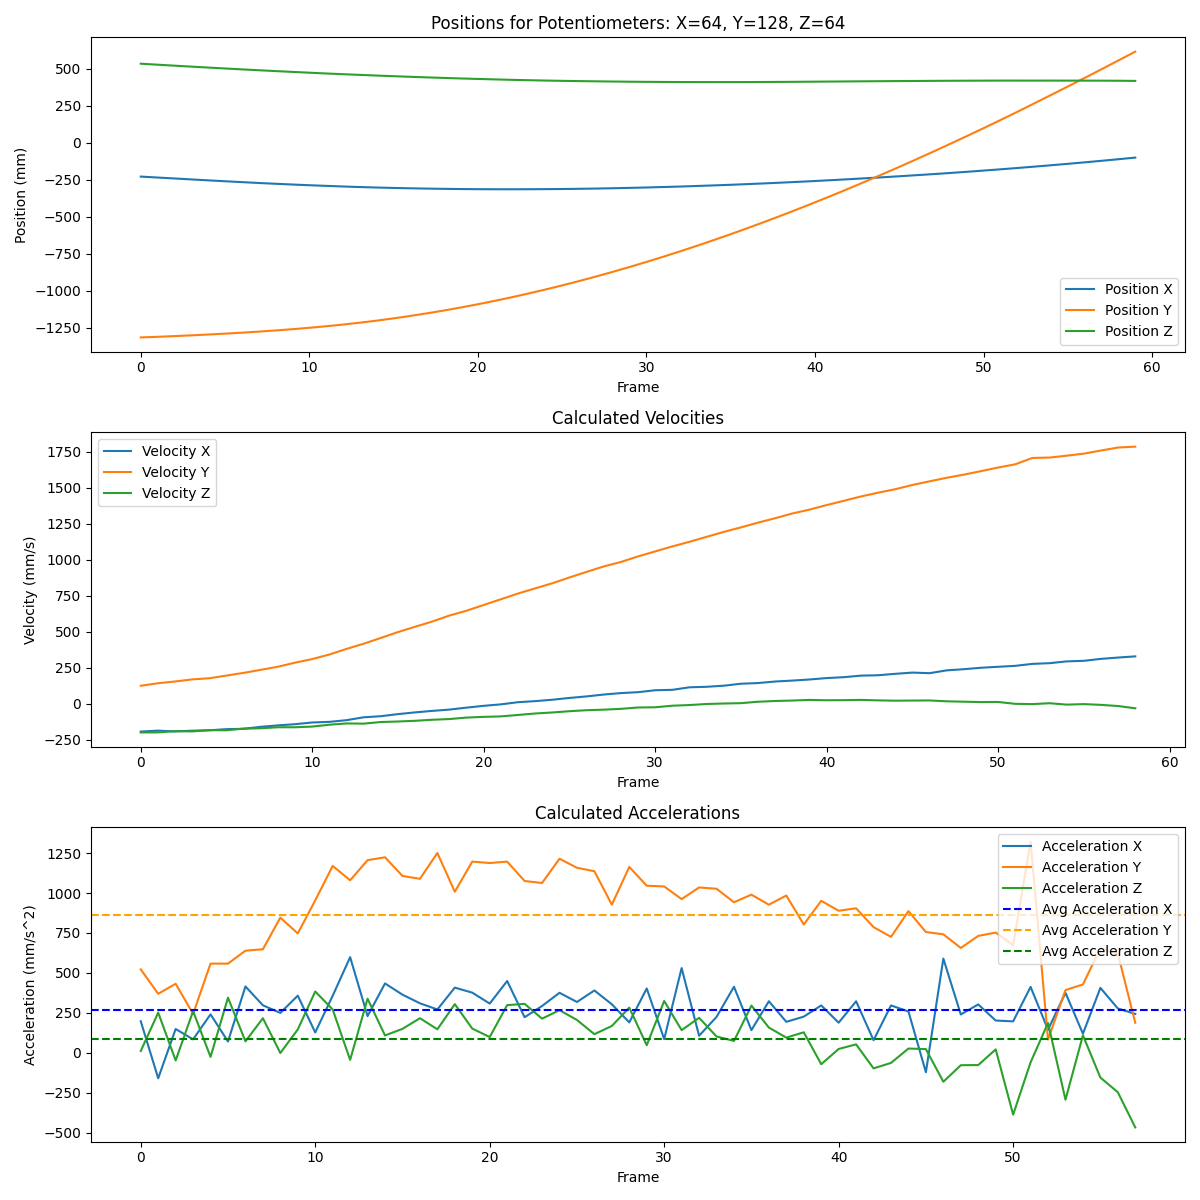 Positions for Potentiometers: X=64, Y=128, Z=64
500
250
0
−250
−500
−750
−1000
−1250
Position (mm)
Position X
Position Y
Position Z
0 10 20 30 40 50 60
Frame
Calculated Velocities
1750
1500
1250
1000
750
500
250
0
−250
Velocity (mm/s)
Velocity X
Velocity Y
Velocity Z
0 10 20 30 40 50 60
Frame
Calculated Accelerations
1250
1000
750
500
250
0
−250
−500
Acceleration (mm/s^2)
Acceleration X
Acceleration Y
Acceleration Z
Avg Acceleration X
Avg Acceleration Y
Avg Acceleration Z
0 10 20 30 40 50
Frame